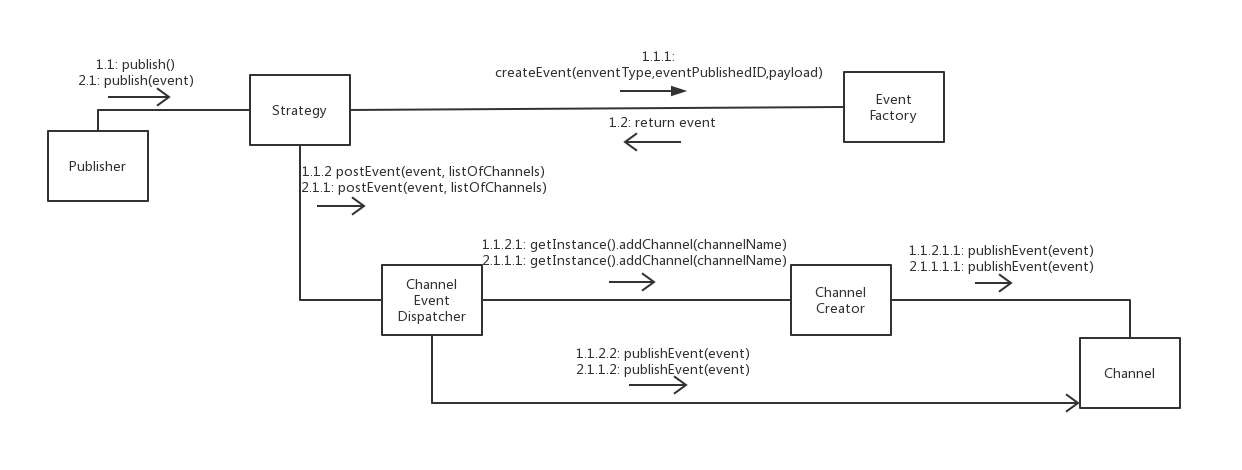 1.1: publish()
2.1: publish(event)
Publisher
Strategy
1.1.1:
createEvent(enventType,eventPublishedID,payload)
1.2: return event
Event
Factory
1.1.2 postEvent(event, listOfChannels)
2.1.1: postEvent(event, listOfChannels)
1.1.2.1: getInstance().addChannel(channelName)
2.1.1.1: getInstance().addChannel(channelName)
Channel
Event
Dispatcher
Channel
Creator
1.1.2.1.1: publishEvent(event)
2.1.1.1.1: publishEvent(event)
1.1.2.2: publishEvent(event)
2.1.1.2: publishEvent(event)
Channel